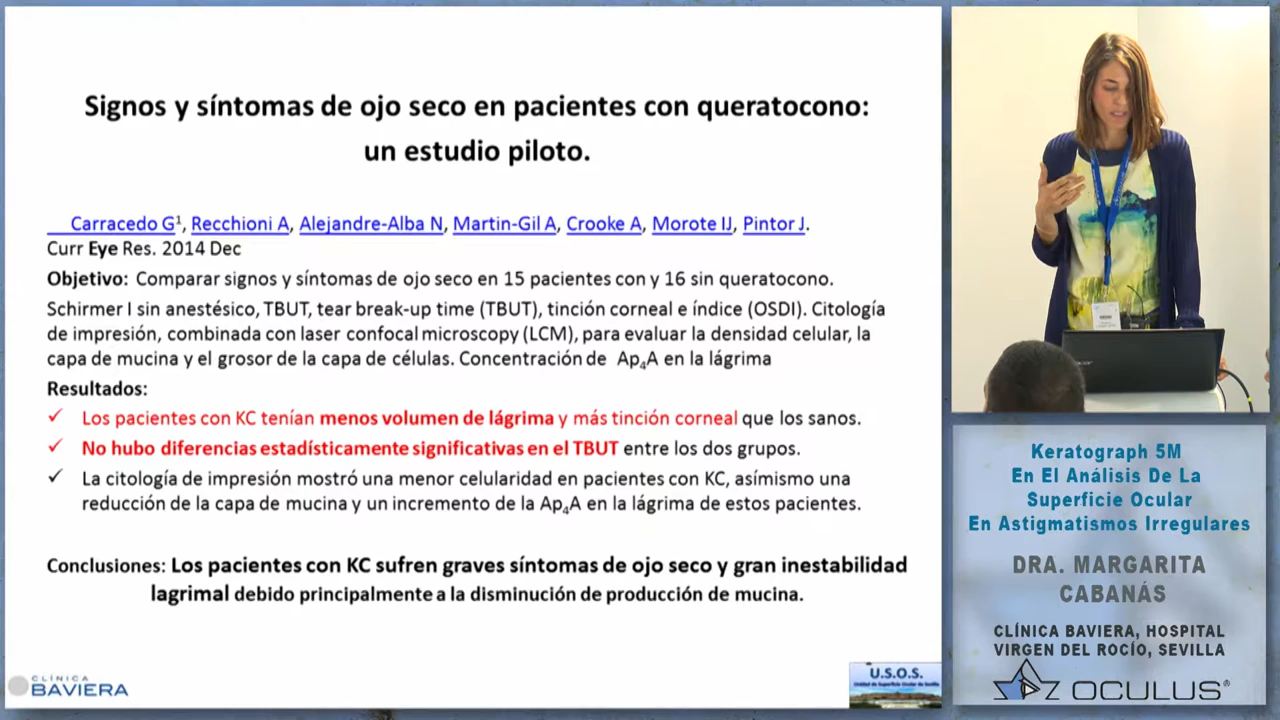 Signos y síntomas de ojo seco en pacientes con queratocono:
un estudio piloto.
Carracedo G¹, Recchioni A, Alejandre-Alba N, Martin-Gil A, Crooke A, Morote IJ, Pintor J.
Curr Eye Res. 2014 Dec
Objetivo: Comparar signos y síntomas de ojo seco en 15 pacientes con y 16 sin queratocono.
Schirmer I sin anestésico, TBUT, tear break-up time (TBUT), tinción corneal e índice (OSDI). Citología
de impresión, combinada con laser confocal microscopy (LCM), para evaluar la densidad celular, la
capa de mucina y el grosor de la capa de células. Concentración de Ap₄A en la lágrima
Resultados:
✓ Los pacientes con KC tenían menos volumen de lágrima y más tinción corneal que los sanos.
✓ No hubo diferencias estadísticamente significativas en el TBUT entre los dos grupos.
✓ La citología de impresión mostró una menor celularidad en pacientes con KC, asímismo una
reducción de la capa de mucina y un incremento de la Ap₄A en la lágrima de estos pacientes.
Conclusiones: Los pacientes con KC sufren graves síntomas de ojo seco y gran inestabilidad
lagrimal debido principalmente a la disminución de producción de mucina.
CLÍNICA
BAVIERA
U.S.O.S.
Unidad de Superficie Ocular de Sevilla
Keratograph 5M
En El Análisis De La
Superficie Ocular
En Astigmatismos Irregulares
DRA. MARGARITA
CABANÁS
CLÍNICA BAVIERA, HOSPITAL
VIRGEN DEL ROCÍO, SEVILLA
OCULUS®